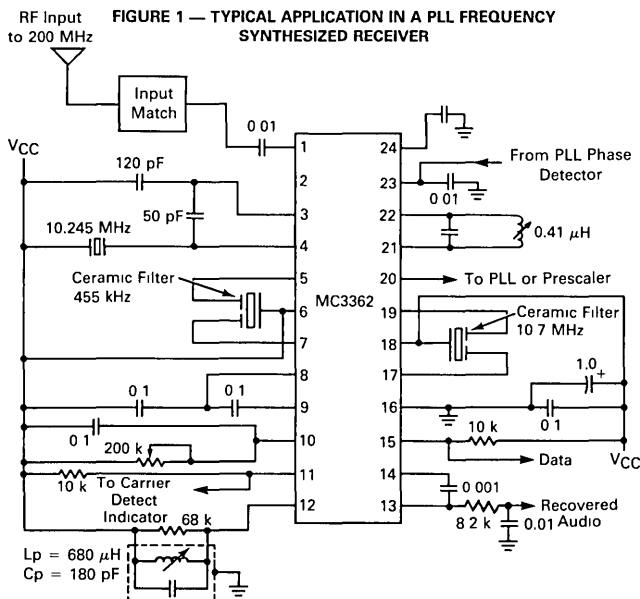 RF Input
to 200 MHz
FIGURE 1 — TYPICAL APPLICATION IN A PLL FREQUENCY
SYNTHESIZED RECEIVER
Input
Match
0 01
VCC
120 pF
50 pF
10.245 MHz
Ceramic Filter
455 kHz
0 1
0 1
0 1
200 k
10 k
To Carrier
Detect
Indicator
68 k
Lp = 680 μH
Cp = 180 pF
1
2
3
4
5
6
7
8
9
10
11
12
MC3362
24
23
22
21
20
19
18
17
16
15
14
13
From PLL Phase
Detector
0 01
0.41 μH
To PLL or Prescaler
Ceramic Filter
10 7 MHz
1.0
+
0 1
10 k
VCC
Data
0 001
8 2 k
0.01
Recovered
Audio